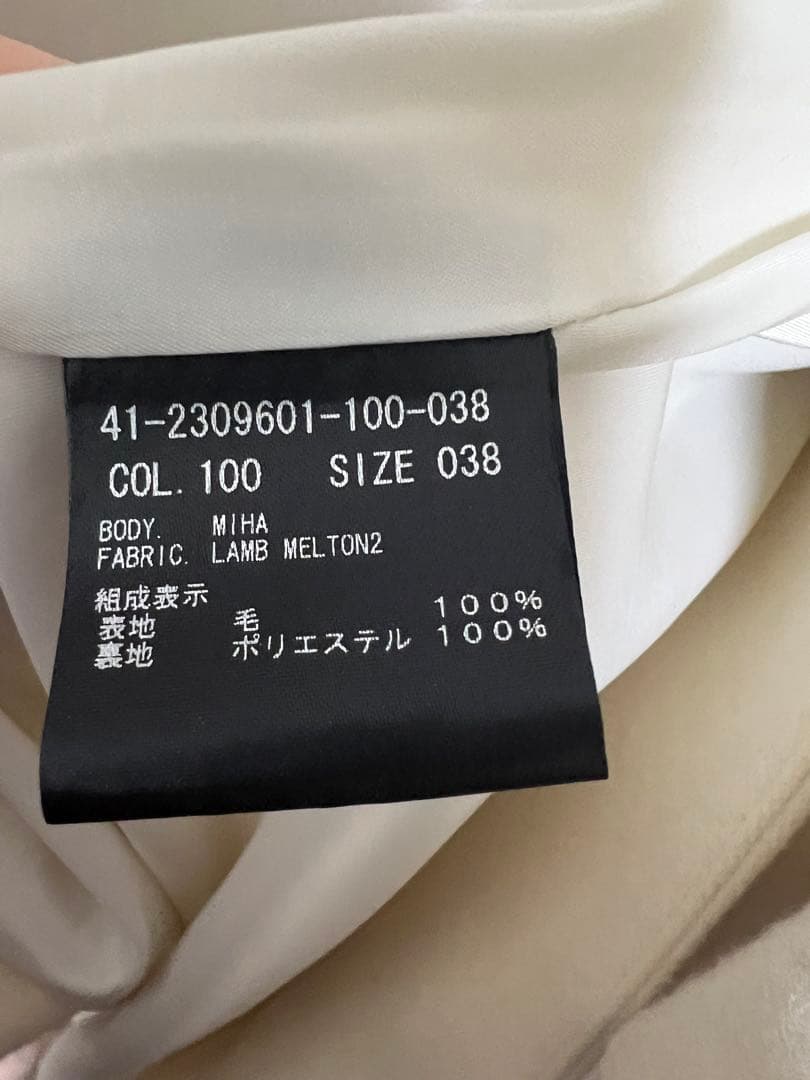 41-2309601-100-038
COL. 100 SIZE 038
BODY. MIHA
FABRIC. LAMB MELTON2
組成表示
表地 毛 100%
裏地 ポリエステル 100%